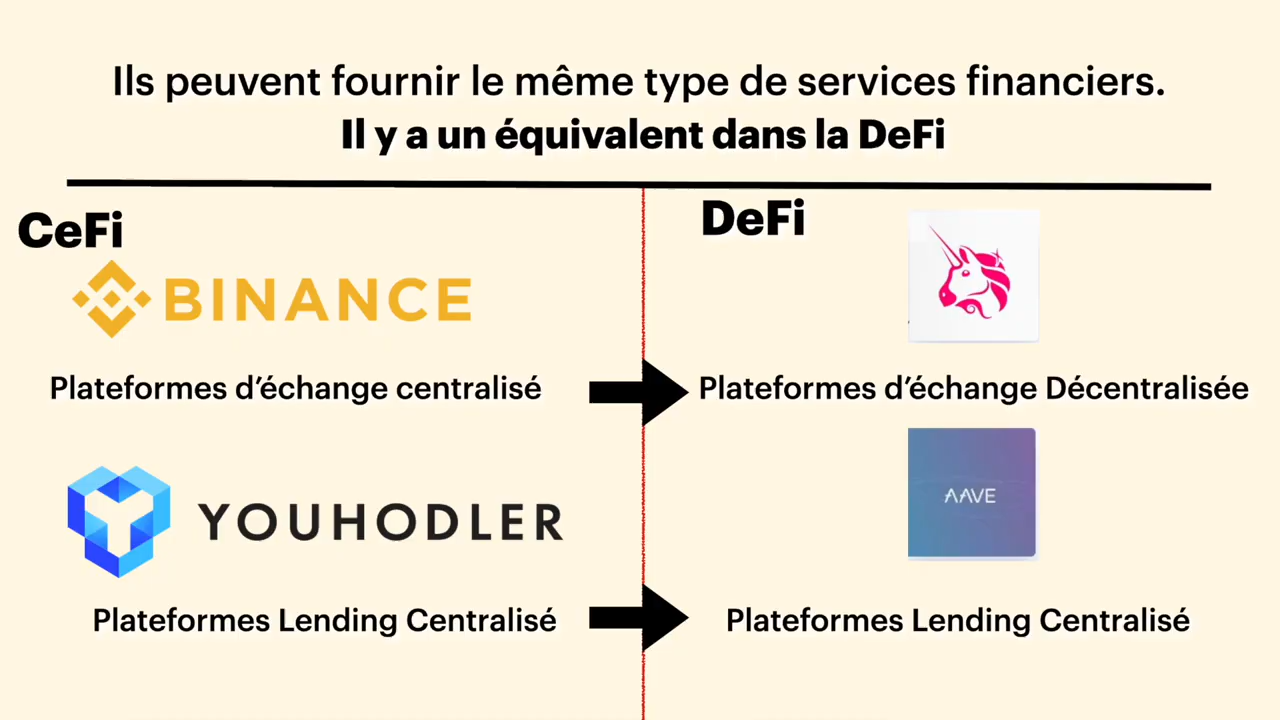 Ils peuvent fournir le même type de services financiers.
Il y a un équivalent dans la DeFi
CeFi
DeFi
BINANCE
Plateformes d’échange centralisé
Plateformes d’échange Décentralisée
AAVE
YOUHODLER
Plateformes Lending Centralisé
Plateformes Lending Centralisé